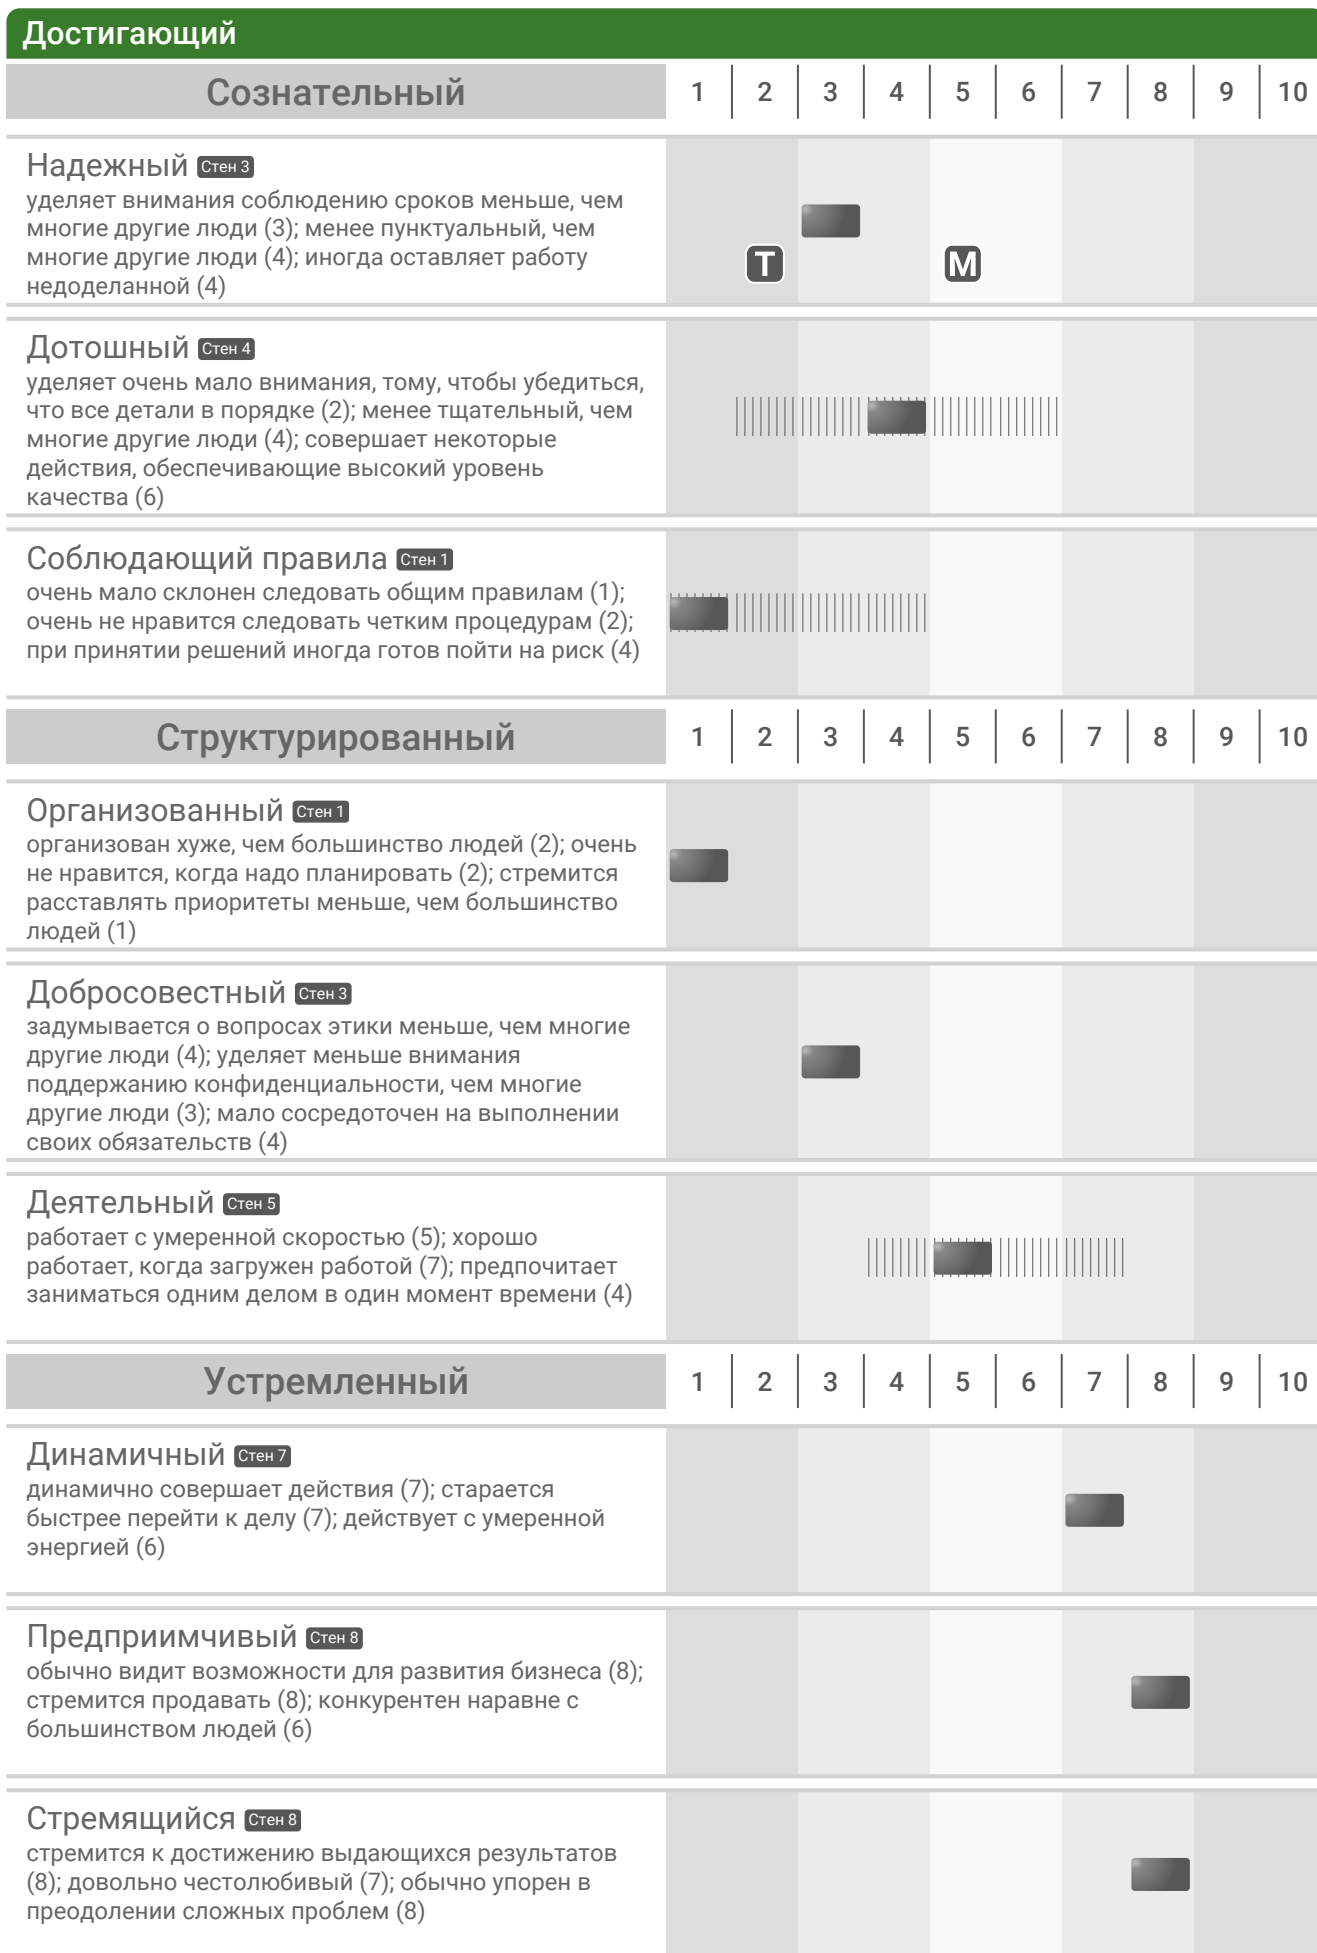 Достигающий
Сознательный 1 2 3 4 5 6 7 8 9 10
Надежный Стен 3
уделяет внимания соблюдению сроков меньше, чем
многие другие люди (3); менее пунктуальный, чем
многие другие люди (4); иногда оставляет работу
недоделанной (4)
T M
Дотошный Стен 4
уделяет очень мало внимания, тому, чтобы убедиться,
что все детали в порядке (2); менее тщательный, чем
многие другие люди (4); совершает некоторые
действия, обеспечивающие высокий уровень
качества (6)
Соблюдающий правила Стен 1
очень мало склонен следовать общим правилам (1);
очень не нравится следовать четким процедурам (2);
при принятии решений иногда готов пойти на риск (4)
Структурированный 1 2 3 4 5 6 7 8 9 10
Организованный Стен 1
организован хуже, чем большинство людей (2); очень
не нравится, когда надо планировать (2); стремится
расставлять приоритеты меньше, чем большинство
людей (1)
Добросовестный Стен 3
задумывается о вопросах этики меньше, чем многие
другие люди (4); уделяет меньше внимания
поддержанию конфиденциальности, чем многие
другие люди (3); мало сосредоточен на выполнении
своих обязательств (4)
Деятельный Стен 5
работает с умеренной скоростью (5); хорошо
работает, когда загружен работой (7); предпочитает
заниматься одним делом в один момент времени (4)
Устремленный 1 2 3 4 5 6 7 8 9 10
Динамичный Стен 7
динамично совершает действия (7); старается
быстрее перейти к делу (7); действует с умеренной
энергией (6)
Предприимчивый Стен 8
обычно видит возможности для развития бизнеса (8);
стремится продавать (8); конкурентен наравне с
большинством людей (6)
Стремящийся Стен 8
стремится к достижению выдающихся результатов
(8); довольно честолюбивый (7); обычно упорен в
преодолении сложных проблем (8)